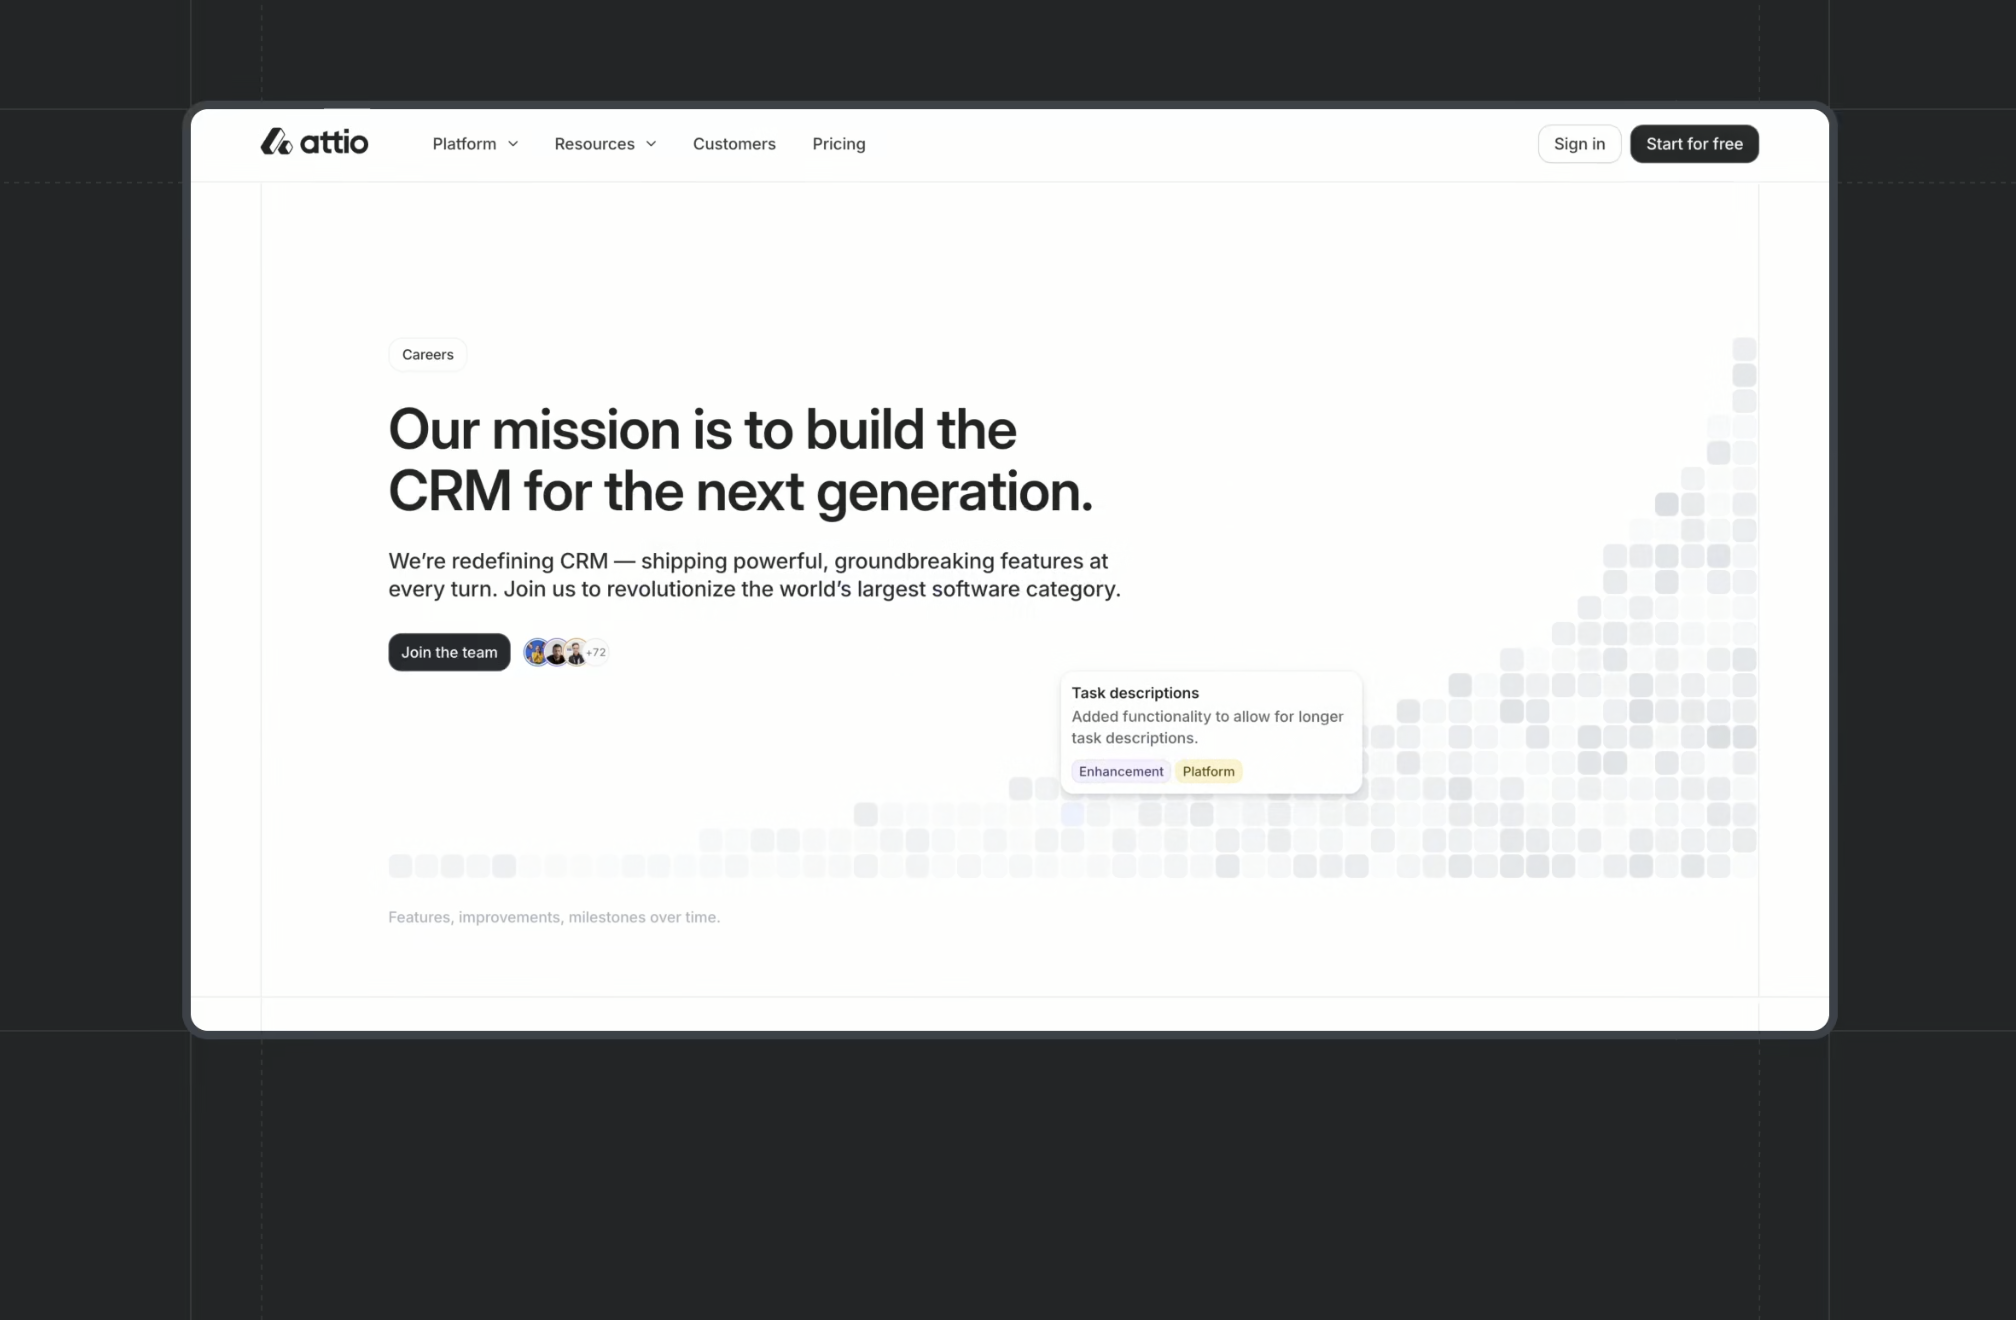 attio
Platform
Resources
Customers
Pricing
Sign in
Start for free
Careers
Our mission is to build the
CRM for the next generation.
We’re redefining CRM — shipping powerful, groundbreaking features at
every turn. Join us to revolutionize the world’s largest software category.
Join the team
+72
Task descriptions
Added functionality to allow for longer
task descriptions.
Enhancement
Platform
Features, improvements, milestones over time.